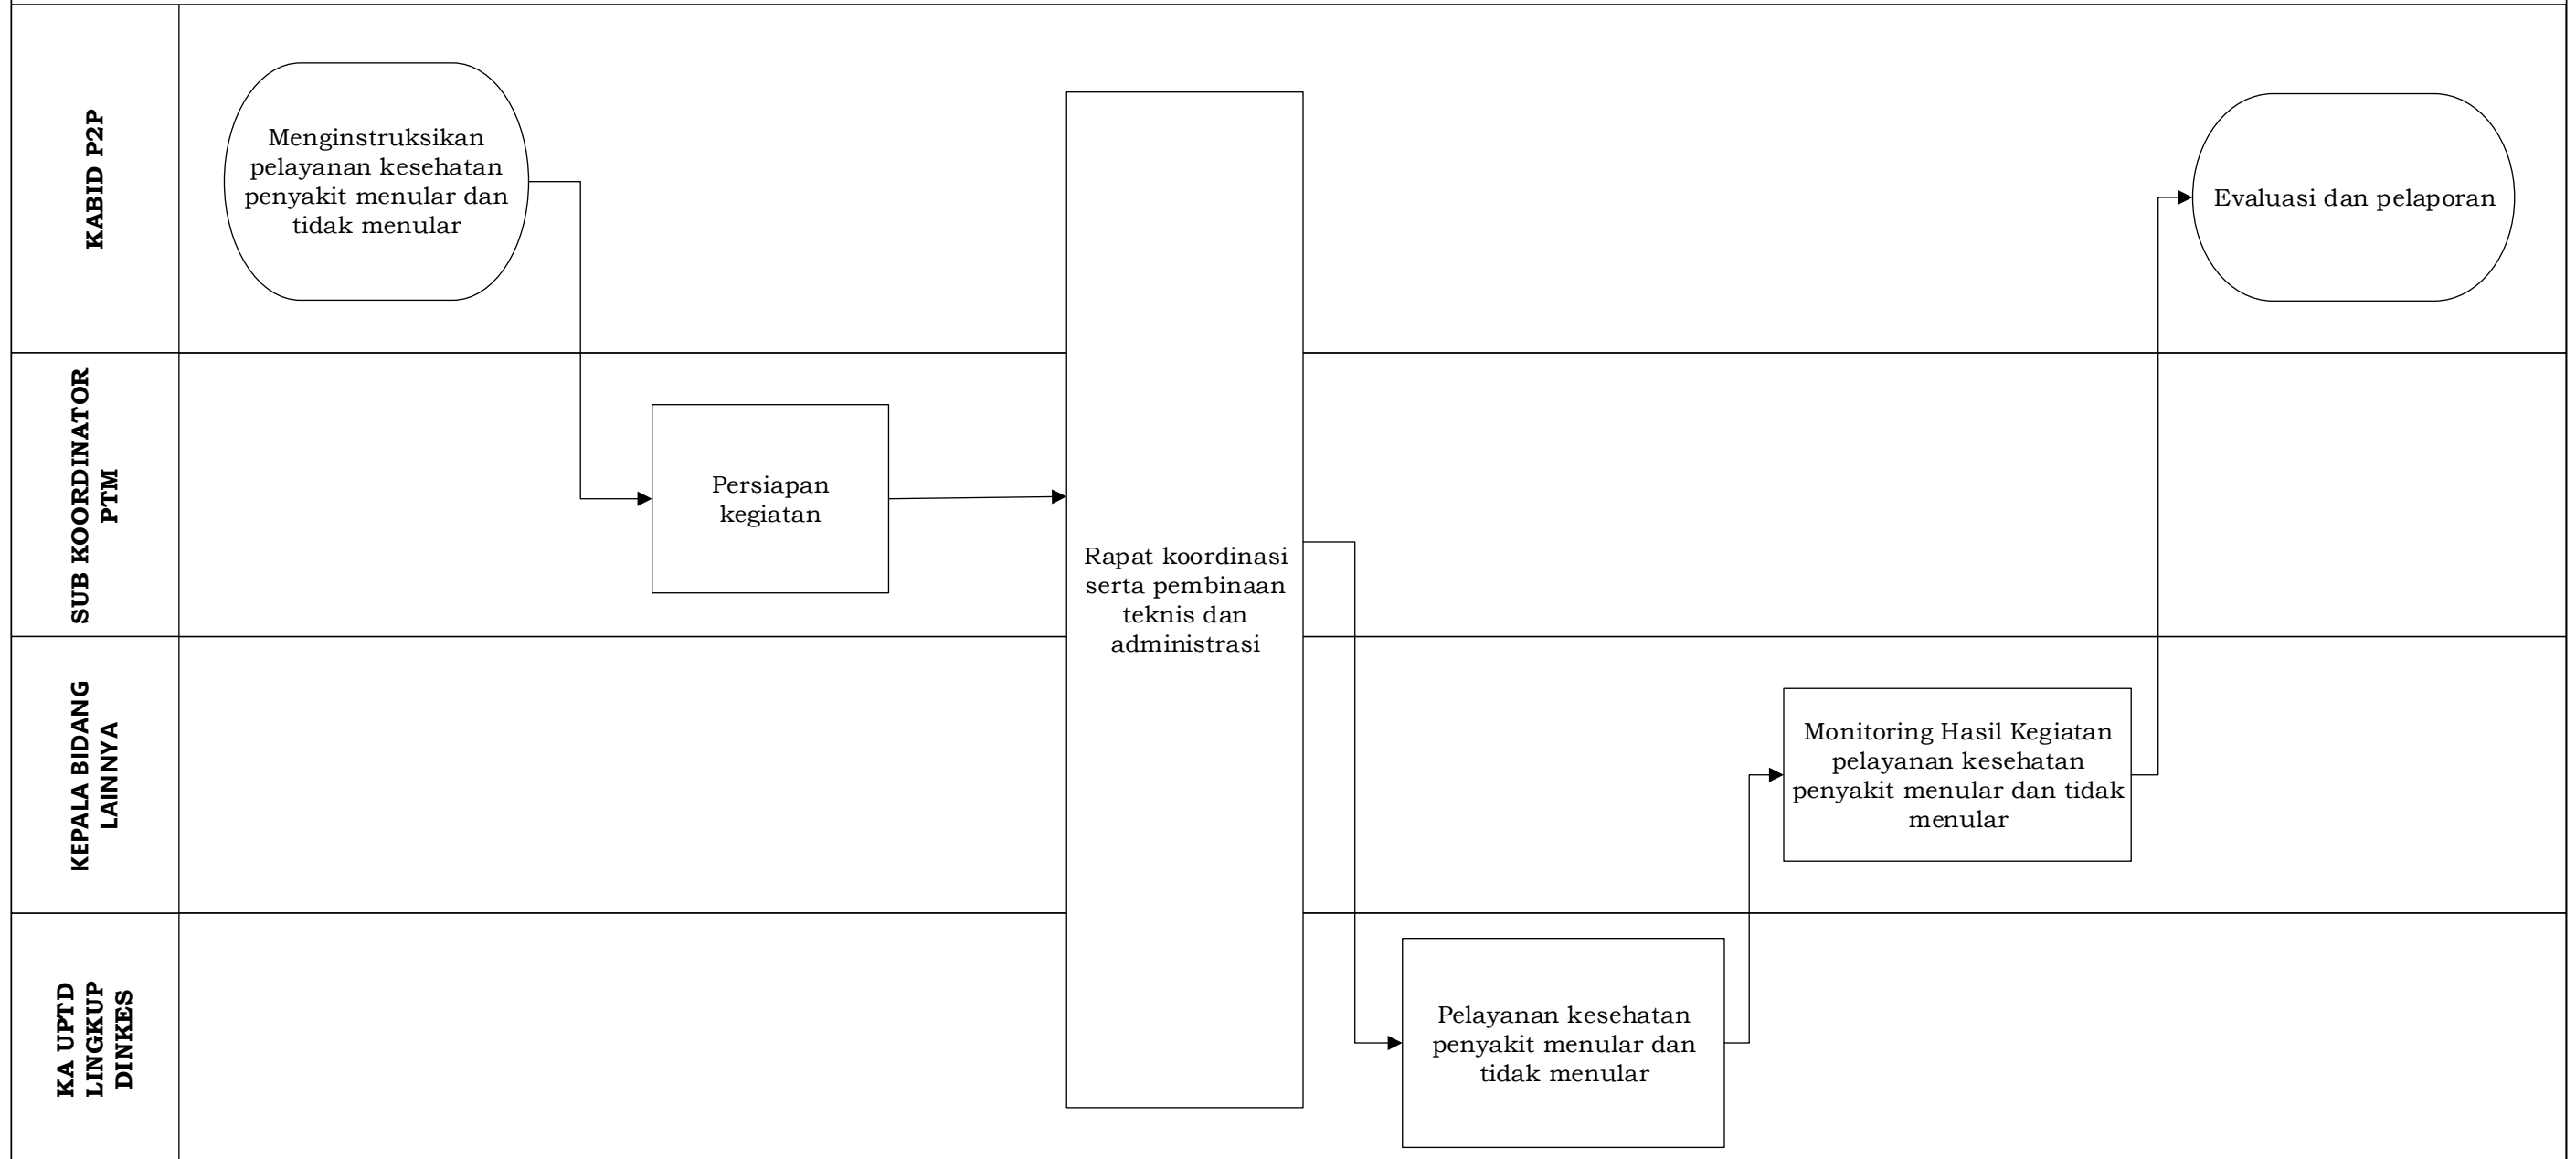 KABID P2P
Menginstruksikan
pelayanan kesehatan
penyakit menular dan
tidak menular
Evaluasi dan pelaporan
SUB KOORDINATOR
PTM
Persiapan
kegiatan
Rapat koordinasi
serta pembinaan
teknis dan
administrasi
KEPALA BIDANG
LAINNYA
Monitoring Hasil Kegiatan
pelayanan kesehatan
penyakit menular dan tidak
menular
KA UPTD
LINGKUP
DINKES
Pelayanan kesehatan
penyakit menular dan
tidak menular